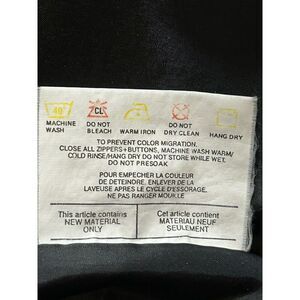 40°
CL
MACHINE WASH
DO NOT BLEACH
WARM IRON
DO NOT DRY CLEAN
HANG DRY
TO PREVENT COLOR MIGRATION.
CLOSE ALL ZIPPERS+BUTTONS, MACHINE WASH WARM/
COLD RINSE/HANG DRY DO NOT STORE WHILE WET.
DO NOT PRESOAK
POUR EMPECHER LA COULEUR
DE DETEINDRE, ENLEVER DE LA
LAVEUSE APRES LE CYCLE D'ESSORAGE.
NE PAS RANGER MOUILLE
This article contains
NEW MATERIAL
ONLY
Cet article contient
MATERIAU NEUF
SEULEMENT